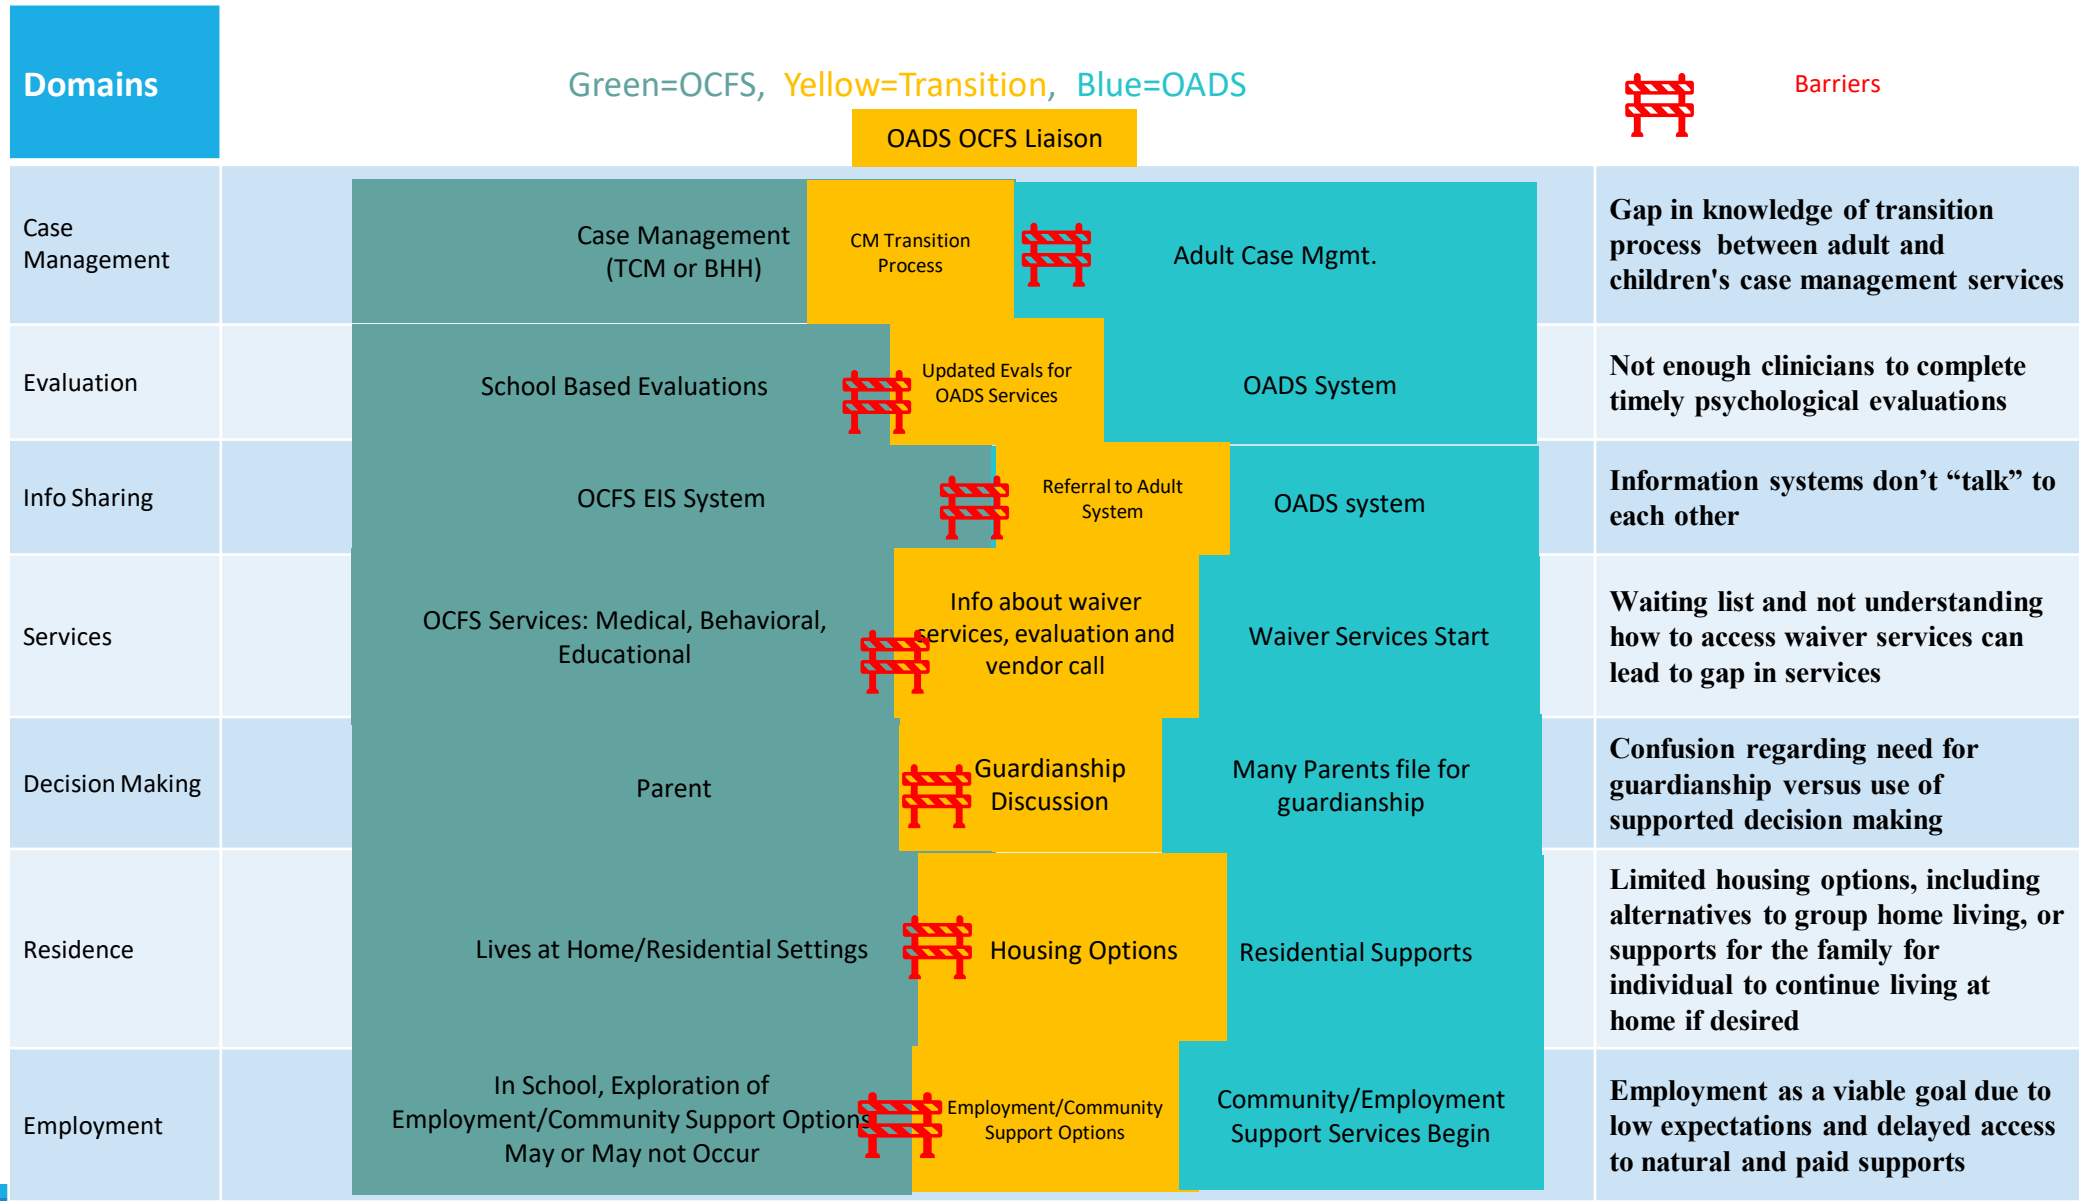 Domains
Green=OCFS, Yellow=Transition, Blue=OADS
Barriers
OADS OCFS Liaison
Case
Management
Case Management
(TCM or BHH)
CM Transition
Process
Adult Case Mgmt.
Gap in knowledge of transition
process between adult and
children's case management services
Evaluation
School Based Evaluations
Updated Evals for
OADS Services
OADS System
Not enough clinicians to complete
timely psychological evaluations
Info Sharing
OCFS EIS System
Referral to Adult
System
OADS system
Information systems don’t “talk” to
each other
Services
OCFS Services: Medical, Behavioral,
Educational
Info about waiver
services, evaluation and
vendor call
Waiver Services Start
Waiting list and not understanding
how to access waiver services can
lead to gap in services
Decision Making
Parent
Guardianship
Discussion
Many Parents file for
guardianship
Confusion regarding need for
guardianship versus use of
supported decision making
Residence
Lives at Home/Residential Settings
Housing Options
Residential Supports
Limited housing options, including
alternatives to group home living, or
supports for the family for
individual to continue living at
home if desired
Employment
In School, Exploration of
Employment/Community Support Options
May or May not Occur
Employment/Community
Support Options
Community/Employment
Support Services Begin
Employment as a viable goal due to
low expectations and delayed access
to natural and paid supports